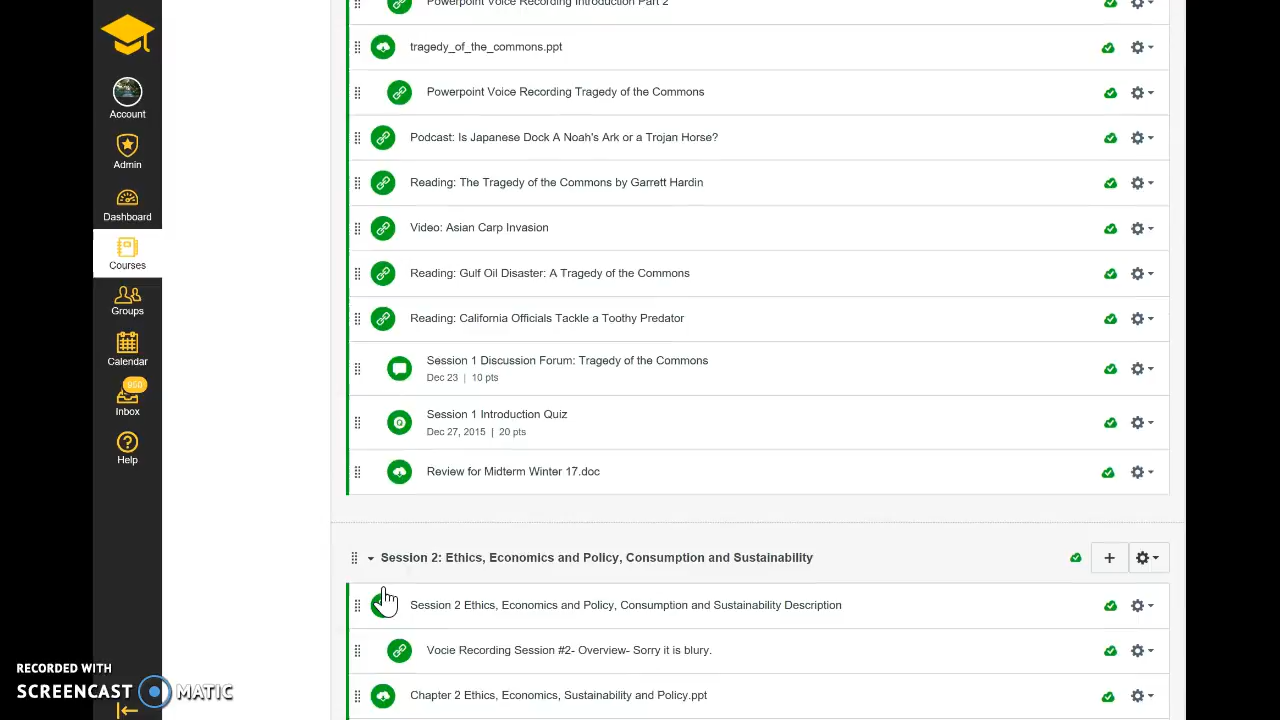 Powerpoint Voice Recording Introduction Part 2
tragedy_of_the_commons.ppt
Powerpoint Voice Recording Tragedy of the Commons
Podcast: Is Japanese Dock A Noah's Ark or a Trojan Horse?
Reading: The Tragedy of the Commons by Garrett Hardin
Video: Asian Carp Invasion
Reading: Gulf Oil Disaster: A Tragedy of the Commons
Reading: California Officials Tackle a Toothy Predator
Session 1 Discussion Forum: Tragedy of the Commons
Dec 23 | 10 pts
Session 1 Introduction Quiz
Dec 27, 2015 | 20 pts
Review for Midterm Winter 17.doc
Session 2: Ethics, Economics and Policy, Consumption and Sustainability
Session 2 Ethics, Economics and Policy, Consumption and Sustainability Description
Vocie Recording Session #2- Overview- Sorry it is blury.
Chapter 2 Ethics, Economics, Sustainability and Policy.ppt
Account
Admin
Dashboard
Courses
Groups
Calendar
950
Inbox
Help
RECORDED WITH
SCREENCAST MATIC